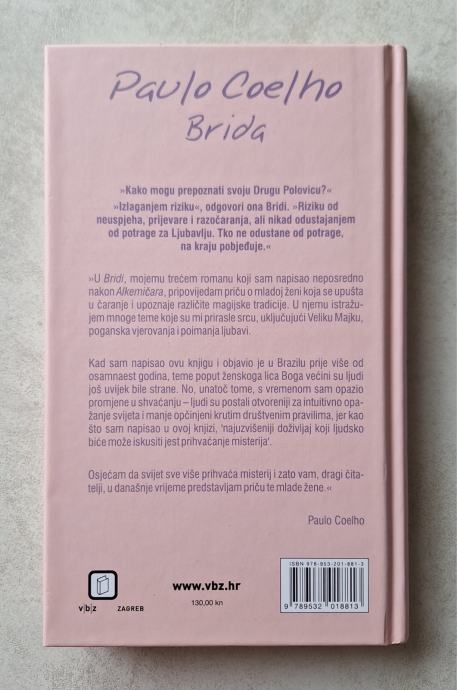 Paulo Coelho
Brida
»Kako mogu prepoznati svoju Drugu Polovicu?«
»Izlaganjem riziku«, odgovori ona Bridi. »Riziku od
neuspjeha, prijevare i razočaranja, ali nikad odustajanjem
od potrage za Ljubavlju. Tko ne odustane od potrage,
na kraju pobjeđuje.«
»U Bridi, mojemu trećem romanu koji sam napisao neposredno
nakon Alkemičara, pripovijedam priču o mladoj ženi koja se upušta
u čaranje i upoznaje različite magijske tradicije. U njemu istražu-
jem mnoge teme koje su mi prirasle srcu, uključujući Veliku Majku,
poganska vjerovanja i poimanja ljubavi.
Kad sam napisao ovu knjigu i objavio je u Brazilu prije više od
osamnaest godina, teme poput ženskoga lica Boga većini su ljudi
još uvijek bile strane. No, unatoč tome, s vremenom sam opazio
promjene u shvaćanju – ljudi su postali otvoreniji za intuitivno opa-
žanje svijeta i manje opčinjeni krutim društvenim pravilima, jer kao
što sam napisao u ovoj knjizi, 'najuzvišeniji doživljaj koji ljudsko
biće može iskusiti jest prihvaćanje misterija'.
Osjećam da svijet sve više prihvaća misterij i zato vam, dragi čita-
telji, u današnje vrijeme predstavljam priču te mlade žene.«
Paulo Coelho
ISBN 978-953-201-881-3
www.vbz.hr
130,00 kn
v|b|z
ZAGREB
9 789532 018813